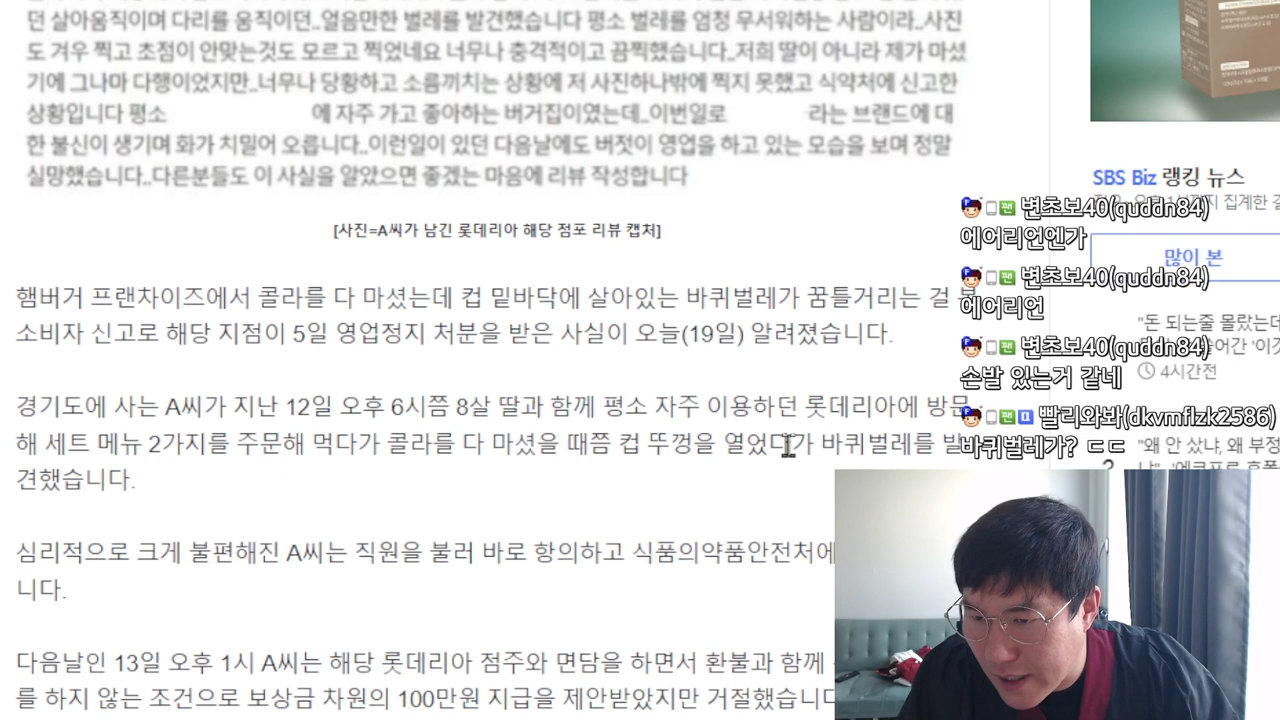 던 살아움직이며 다리를 움직이던..얼음만한 벌레를 발견했습니다 평소 벌레를 엄청 무서워하는 사람이라..사진
도 겨우 찍고 초점이 안맞는것도 모르고 찍었네요 너무나 충격적이고 끔찍했습니다..저희 딸이 아니라 제가 마셨
기에 그나마 다행이었지만..너무나 당황하고 소름끼치는 상황에 저 사진하나밖에 찍지 못했고 식약처에 신고한
상황입니다 평소 에 자주 가고 좋아하는 버거집이였는데..이번일로 라는 브랜드에 대
한 불신이 생기며 화가 치밀어 오릅니다..이런일이 있던 다음날에도 버젓이 영업을 하고 있는 모습을 보며 정말
실망했습니다..다른분들도 이 사실을 알았으면 좋겠는 마음에 리뷰 작성합니다
[사진=A씨가 남긴 롯데리아 해당 점포 리뷰 캡처]
햄버거 프랜차이즈에서 콜라를 다 마셨는데 컵 밑바닥에 살아있는 바퀴벌레가 꿈틀거리는 걸
소비자 신고로 해당 지점이 5일 영업정지 처분을 받은 사실이 오늘(19일) 알려졌습니다.
경기도에 사는 A씨가 지난 12일 오후 6시쯤 8살 딸과 함께 평소 자주 이용하던 롯데리아에 방문
해 세트 메뉴 2가지를 주문해 먹다가 콜라를 다 마셨을 때쯤 컵 뚜껑을 열었다가 바퀴벌레를 발
견했습니다.
심리적으로 크게 불편해진 A씨는 직원을 불러 바로 항의하고 식품의약품안전처에
니다.
다음날인 13일 오후 1시 A씨는 해당 롯데리아 점주와 면담을 하면서 환불과 함께
를 하지 않는 조건으로 보상금 차원의 100만원 지급을 제안받았지만 거절했습니다
SBS Biz 랭킹 뉴스
집계한
많이 본
"돈 되는줄 몰랐는데
어간 '이것
4시간전
"왜 안 샀냐, 왜 부정
2
변초보40(quddn84)
에어리언엔가
변초보40(quddn84)
에어리언
변초보40(quddn84)
손발 있는거 같네
빨리와봐(dkvmflzk2586)
바퀴벌레가? ㄷㄷ